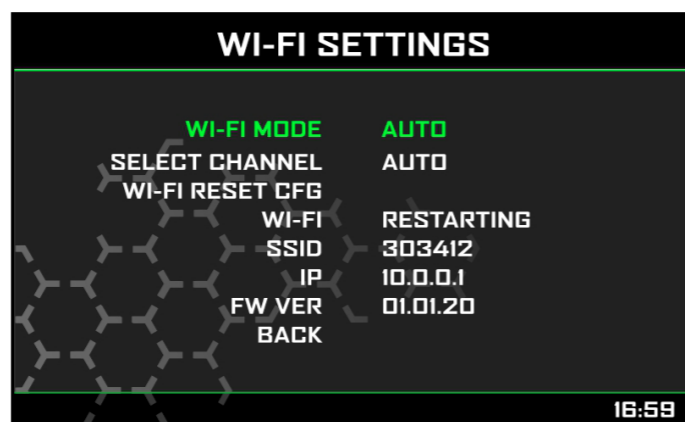 WI-FI SETTINGS
WI-FI MODE AUTO
SELECT CHANNEL AUTO
WI-FI RESET CFG
WI-FI RESTARTING
SSID 303412
IP 10.0.0.1
FW VER 01.01.20
BACK
16:59